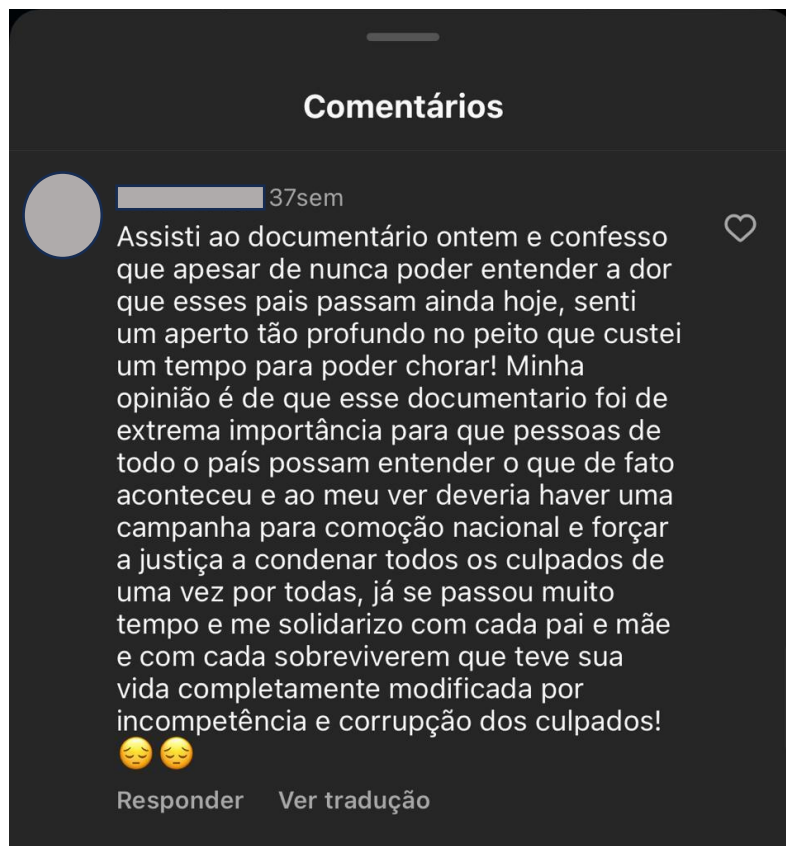 Comentários
37sem
Assisti ao documentário ontem e confesso
que apesar de nunca poder entender a dor
que esses pais passam ainda hoje, senti
um aperto tão profundo no peito que custei
um tempo para poder chorar! Minha
opinião é de que esse documentario foi de
extrema importância para que pessoas de
todo o país possam entender o que de fato
aconteceu e ao meu ver deveria haver uma
campanha para comoção nacional e forçar
a justiça a condenar todos os culpados de
uma vez por todas, já se passou muito
tempo e me solidarizo com cada pai e mãe
e com cada sobreviverem que teve sua
vida completamente modificada por
incompetência e corrupção dos culpados!
😔😔
Responder Ver tradução